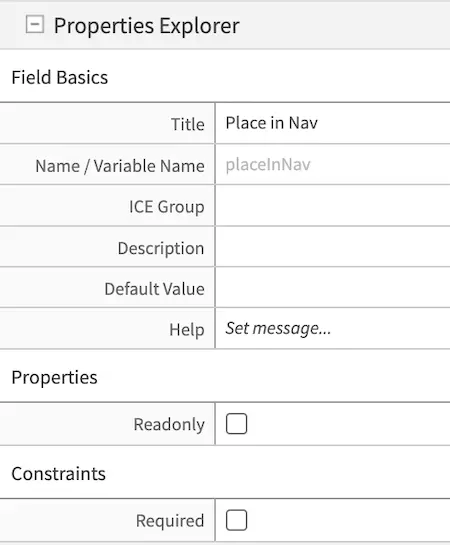 Properties Explorer
Field Basics
Title Place in Nav
Name / Variable Name placeInNav
ICE Group
Description
Default Value
Help Set message...
Properties
Readonly
Constraints
Required